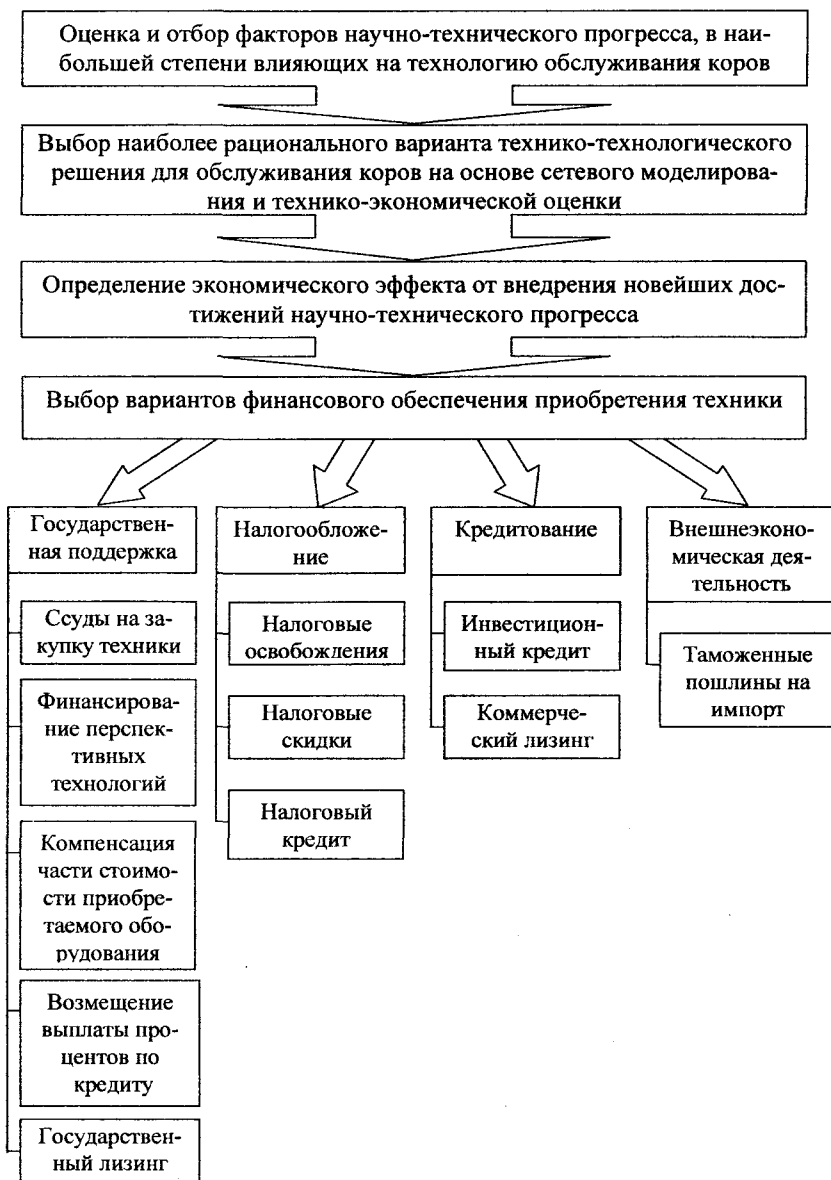 Оценка и отбор факторов научно-технического прогресса, в наи-
большей степени влияющих на технологию обслуживания коров
Выбор наиболее рационального варианта технико-технологического
решения для обслуживания коров на основе сетевого моделирова-
ния и технико-экономической оценки
Определение экономического эффекта от внедрения новейших дос-
тижений научно-технического прогресса
Выбор вариантов финансового обеспечения приобретения техники
Государствен-
ная поддержка
Ссуды на за-
купку техники
Финансирова-
ние перспек-
тивных
технологий
Компенсация
части стоимо-
сти приобре-
таемого обо-
рудования
Возмещение
выплаты про-
центов по
кредиту
Государствен-
ный лизинг
Налогообложе-
ние
Налоговые
освобождения
Налоговые
скидки
Налоговый
кредит
Кредитование
Инвестицион-
ный кредит
Коммерче-
ский лизинг
Внешнеэконо-
мическая дея-
тельность
Таможенные
пошлины на
импорт